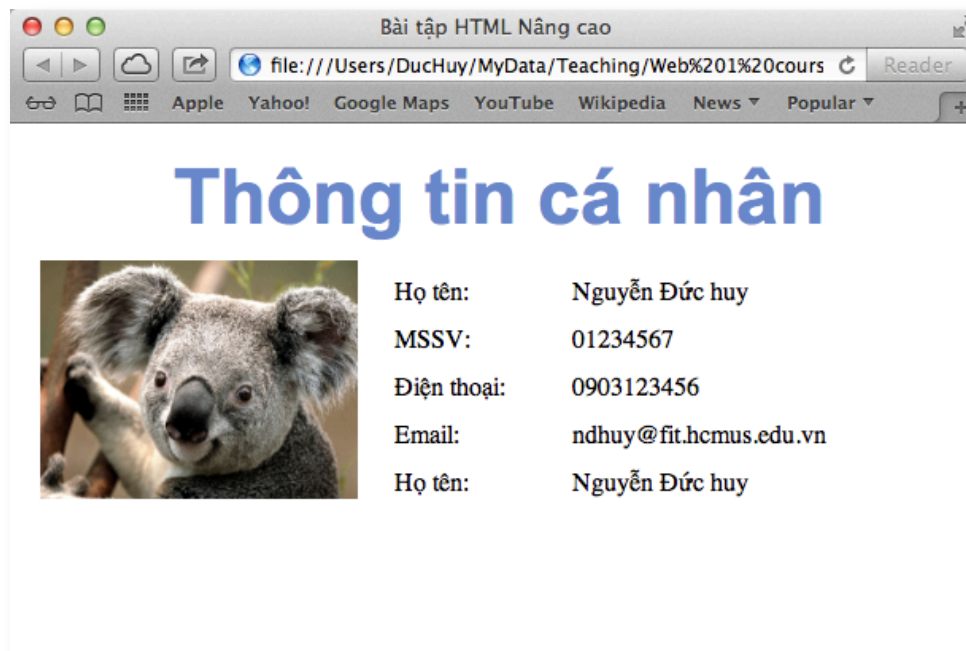 Bài tập HTML Nâng cao
file:///Users/DucHuy/MyData/Teaching/Web%201%20cours
Reader
Apple Yahoo! Google Maps YouTube Wikipedia News Popular
Thông tin cá nhân
Họ tên: Nguyễn Đức huy
MSSV: 01234567
Điện thoại: 0903123456
Email: ndhuy@fit.hcmus.edu.vn
Họ tên: Nguyễn Đức huy